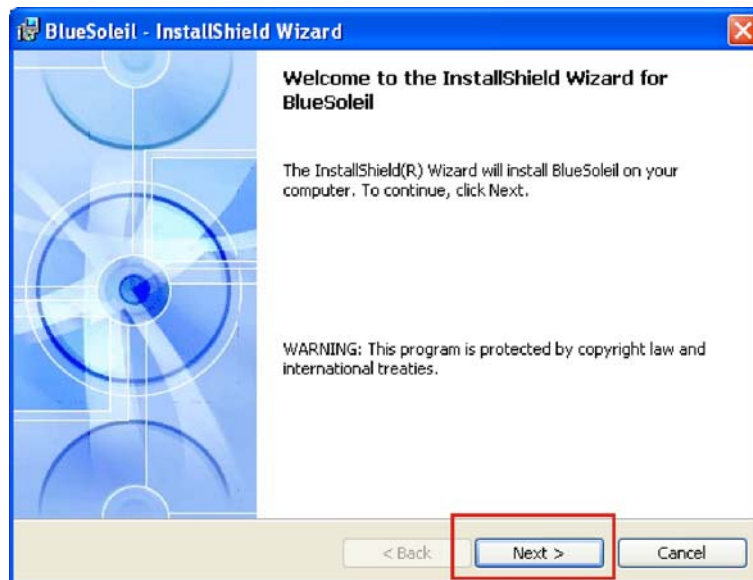 BlueSoleil - InstallShield Wizard
Welcome to the InstallShield Wizard for
BlueSoleil
The InstallShield(R) Wizard will install BlueSoleil on your
computer. To continue, click Next.
WARNING: This program is protected by copyright law and
international treaties.
< Back
Next >
Cancel